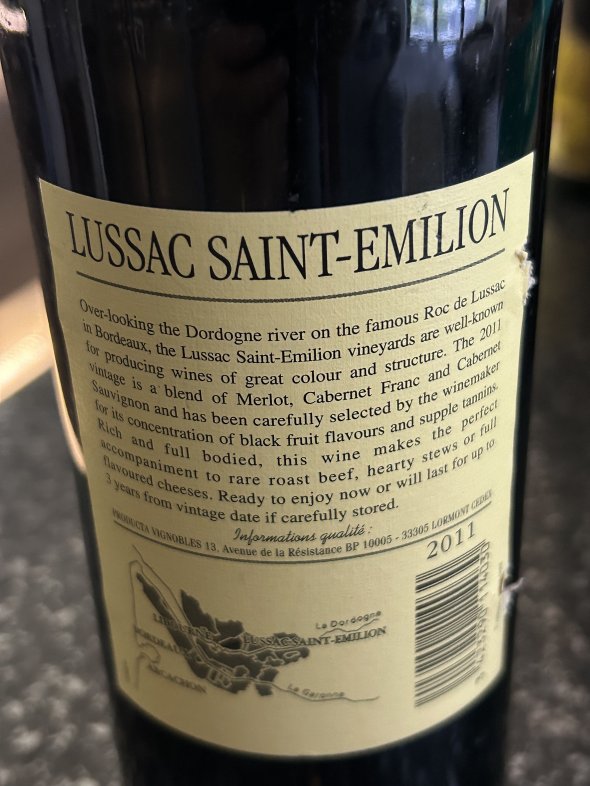 LUSSAC SAINT-EMILION
Over-looking the Dordogne river on the famous Roc de Lussac
in Bordeaux, the Lussac Saint-Emilion vineyards are well-known
for producing wines of great colour and structure. The 2011
vintage is a blend of Merlot, Cabernet Franc and Cabernet
Sauvignon and has been carefully selected by the winemaker
for its concentration of black fruit flavours and supple tannins.
Rich and full bodied, this wine makes the perfect
accompaniment to rare roast beef, hearty stews or full
flavoured cheeses. Ready to enjoy now or will last for up to
3 years from vintage date if carefully stored.
Informations qualité :
PRODUCTA VIGNOBLES 13, Avenue de la Résistance BP 10005 - 33305 LORMONT CEDEX
2011
La Dordogne
LIBOURNE
LUSSAC SAINT-EMILION
BORDEAUX
ARCACHON
La Garonne